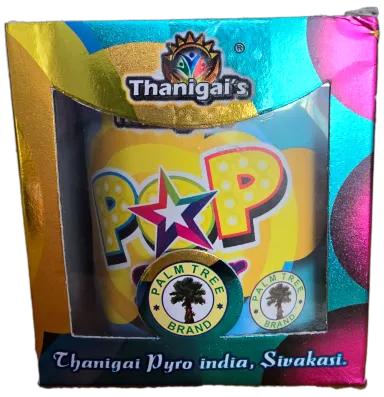 Thanigai's ®
POP
PALM TREE
BRAND
PALM TREE
BRAND
Thanigai Pyro india, Sivakasi.